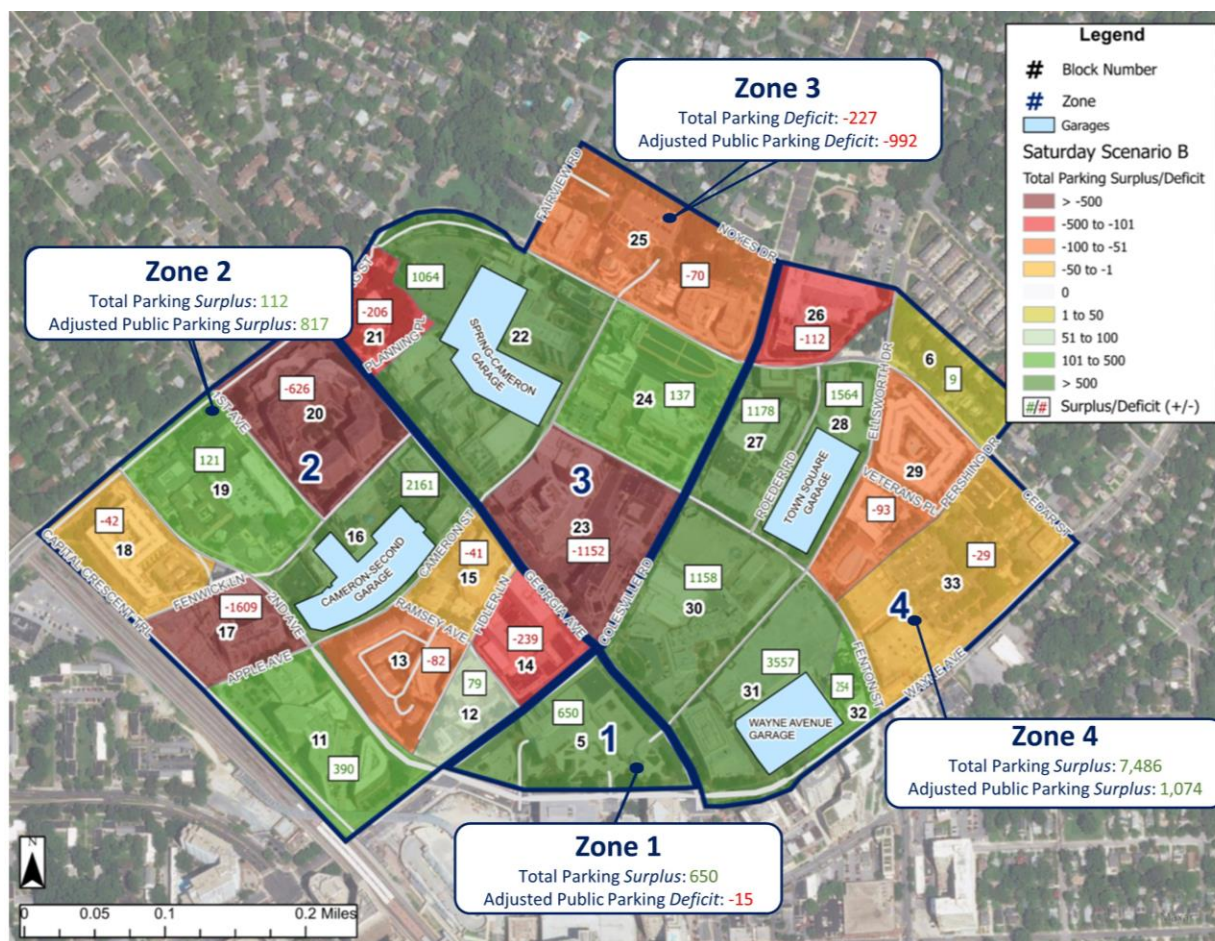 Legend
# Block Number
# Zone
Garages
Saturday Scenario B
Total Parking Surplus/Deficit
> -500
-500 to -101
-100 to -51
-50 to -1
0
1 to 50
51 to 100
101 to 500
> 500
#/# Surplus/Deficit (+/-)
Zone 3
Total Parking Deficit: -227
Adjusted Public Parking Deficit: -992
Zone 2
Total Parking Surplus: 112
Adjusted Public Parking Surplus: 817
FAIRVIEW RD
NOYES DR
25
-70
1064
22
SPRING-CAMERON
GARAGE
-206
21
PLANNING PL
26
-112
6
9
ELLSWORTH DR
-626
20
2
24
137
1178
27
1564
28
ROEDER RD
TOWN SQUARE
GARAGE
29
VETERANS PL
PERSHING DR
-93
CEDAR ST
121
19
2161
16
CAMERON-SECOND
GARAGE
CAMERON ST
3
23
-1152
-42
18
CAPITAL CRESCENT TRL
FENWICK LN
2ND AVE
-1609
17
APPLE AVE
-41
15
RAMSEY AVE
FIDLER LN
GEORGIA AVE
COLESVILLE RD
1158
30
-29
33
4
13
-82
-239
14
79
12
11
390
650
5
1
3557
31
WAYNE AVENUE
GARAGE
254
32
FENTON ST
WAYNE AVE
Zone 4
Total Parking Surplus: 7,486
Adjusted Public Parking Surplus: 1,074
Zone 1
Total Parking Surplus: 650
Adjusted Public Parking Deficit: -15
N
0 0.05 0.1 0.2 Miles